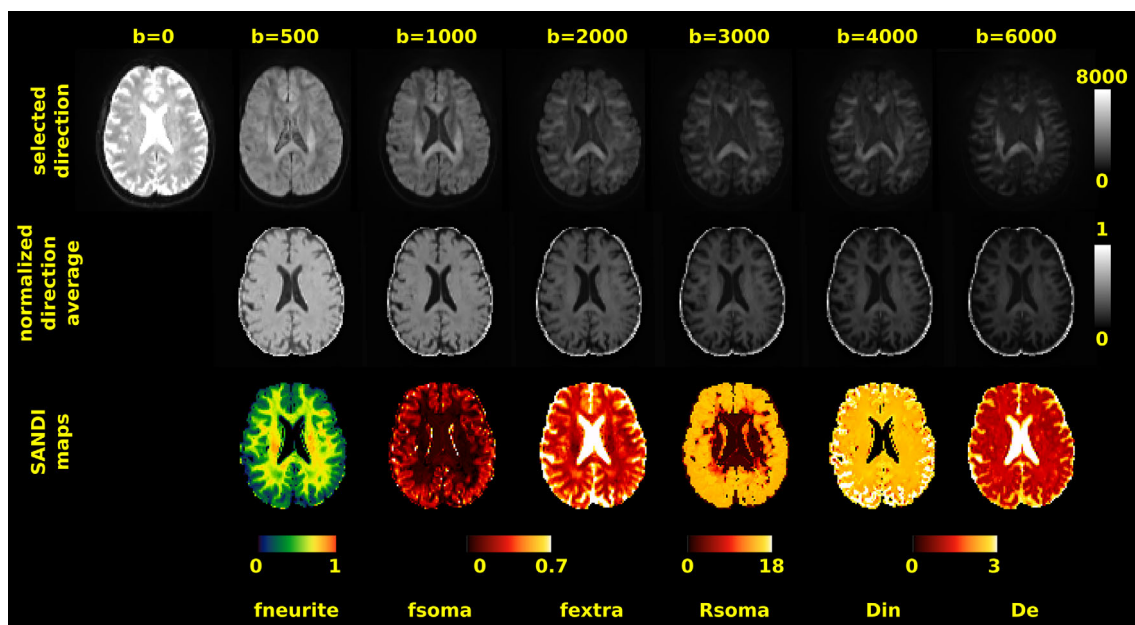 b=0 b=500 b=1000 b=2000 b=3000 b=4000 b=6000
selected
direction
8000
0
normalized
direction
average
1
0
SANDI
maps
0 1 0 0.7 0 18 0 3
fneurite fsoma fextra Rsoma Din De